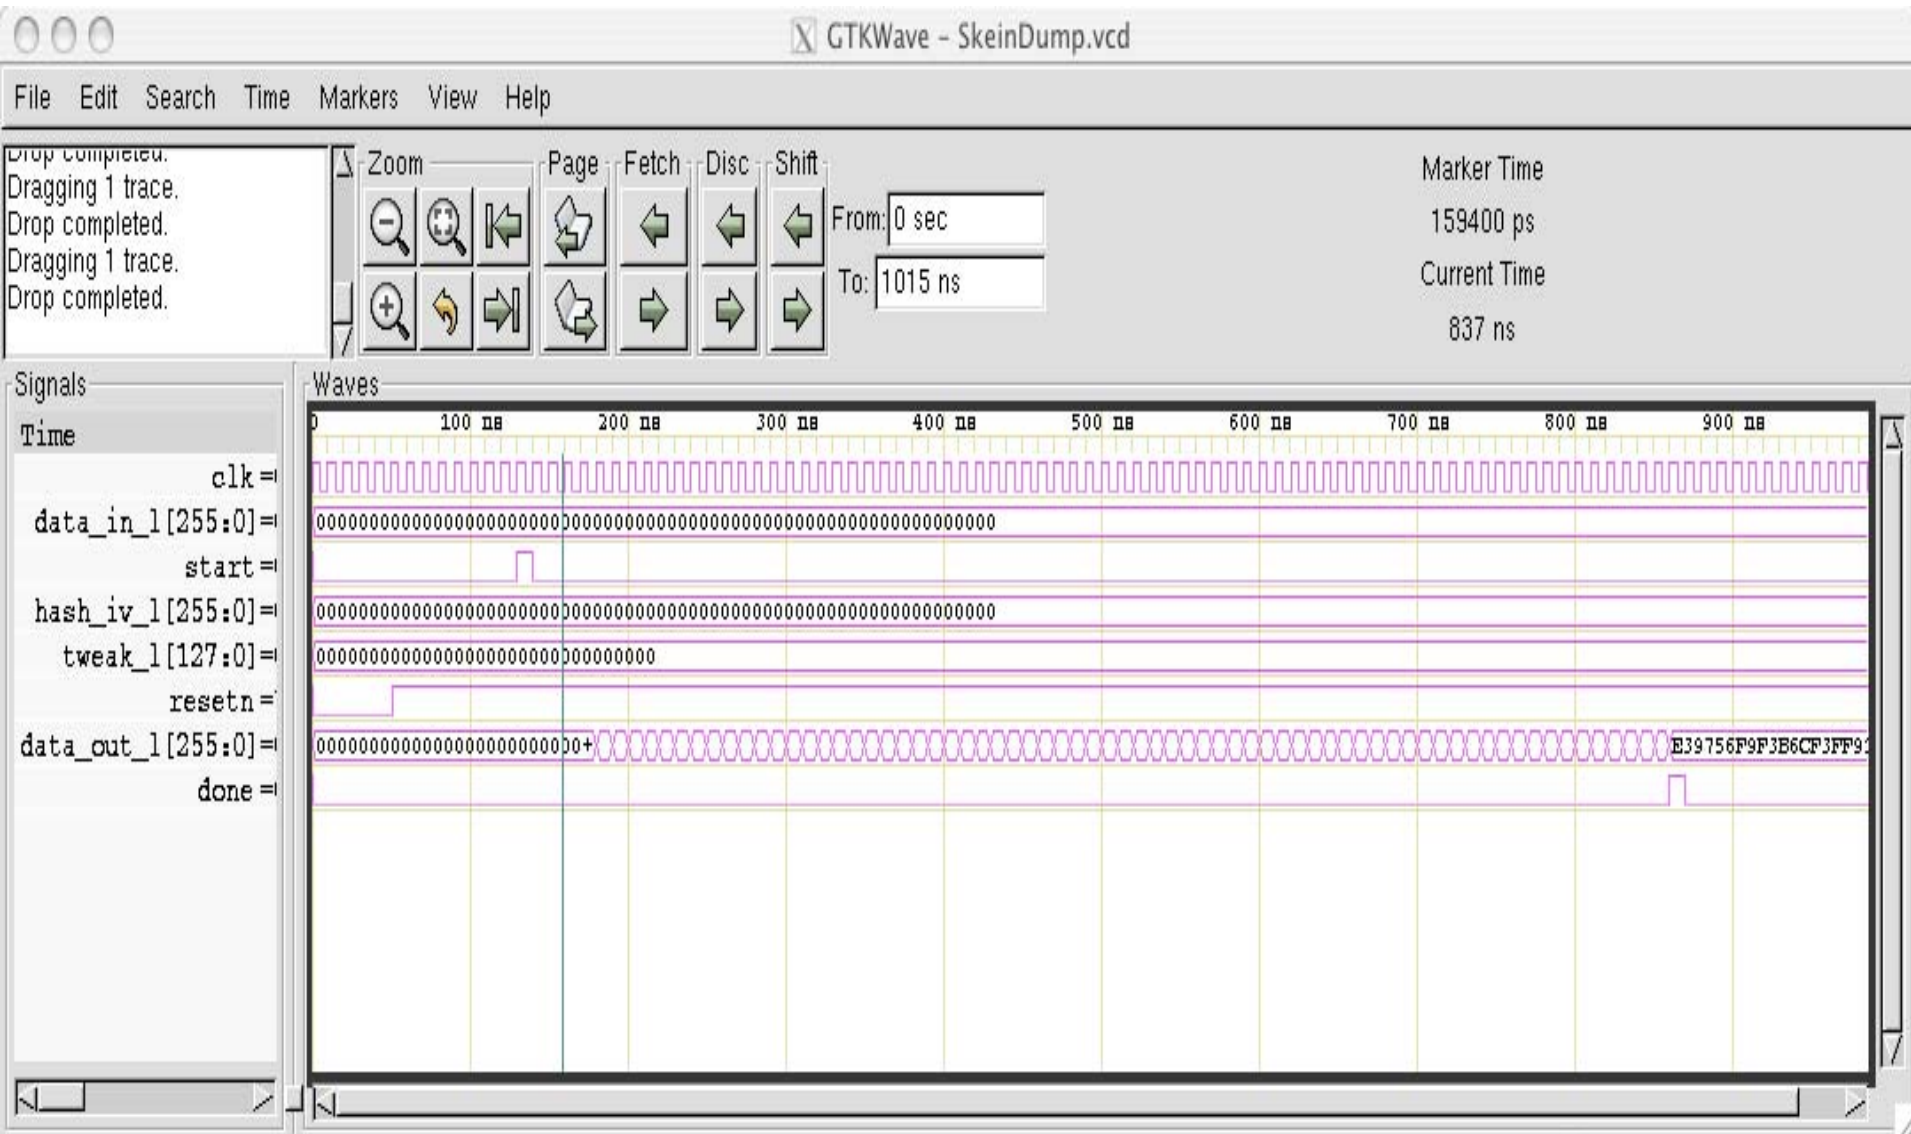 GTKWave – SkeinDump.vcd
File Edit Search Time Markers View Help
Drop completed.
Dragging 1 trace.
Drop completed.
Dragging 1 trace.
Drop completed.
Zoom Page Fetch Disc Shift
From: 0 sec
To: 1015 ns
Marker Time
159400 ps
Current Time
837 ns
Signals
Waves
Time
0 100 ns 200 ns 300 ns 400 ns 500 ns 600 ns 700 ns 800 ns 900 ns
clk =
data_in_l[255:0]=
0000000000000000000000000000000000000000000000000000000000000000
start =
hash_iv_l[255:0]=
0000000000000000000000000000000000000000000000000000000000000000
tweak_l[127:0]=
00000000000000000000000000000000
resetn =
data_out_l[255:0]=
0000000000000000000000000+ E39756F9F3B6CF3FF9
done =